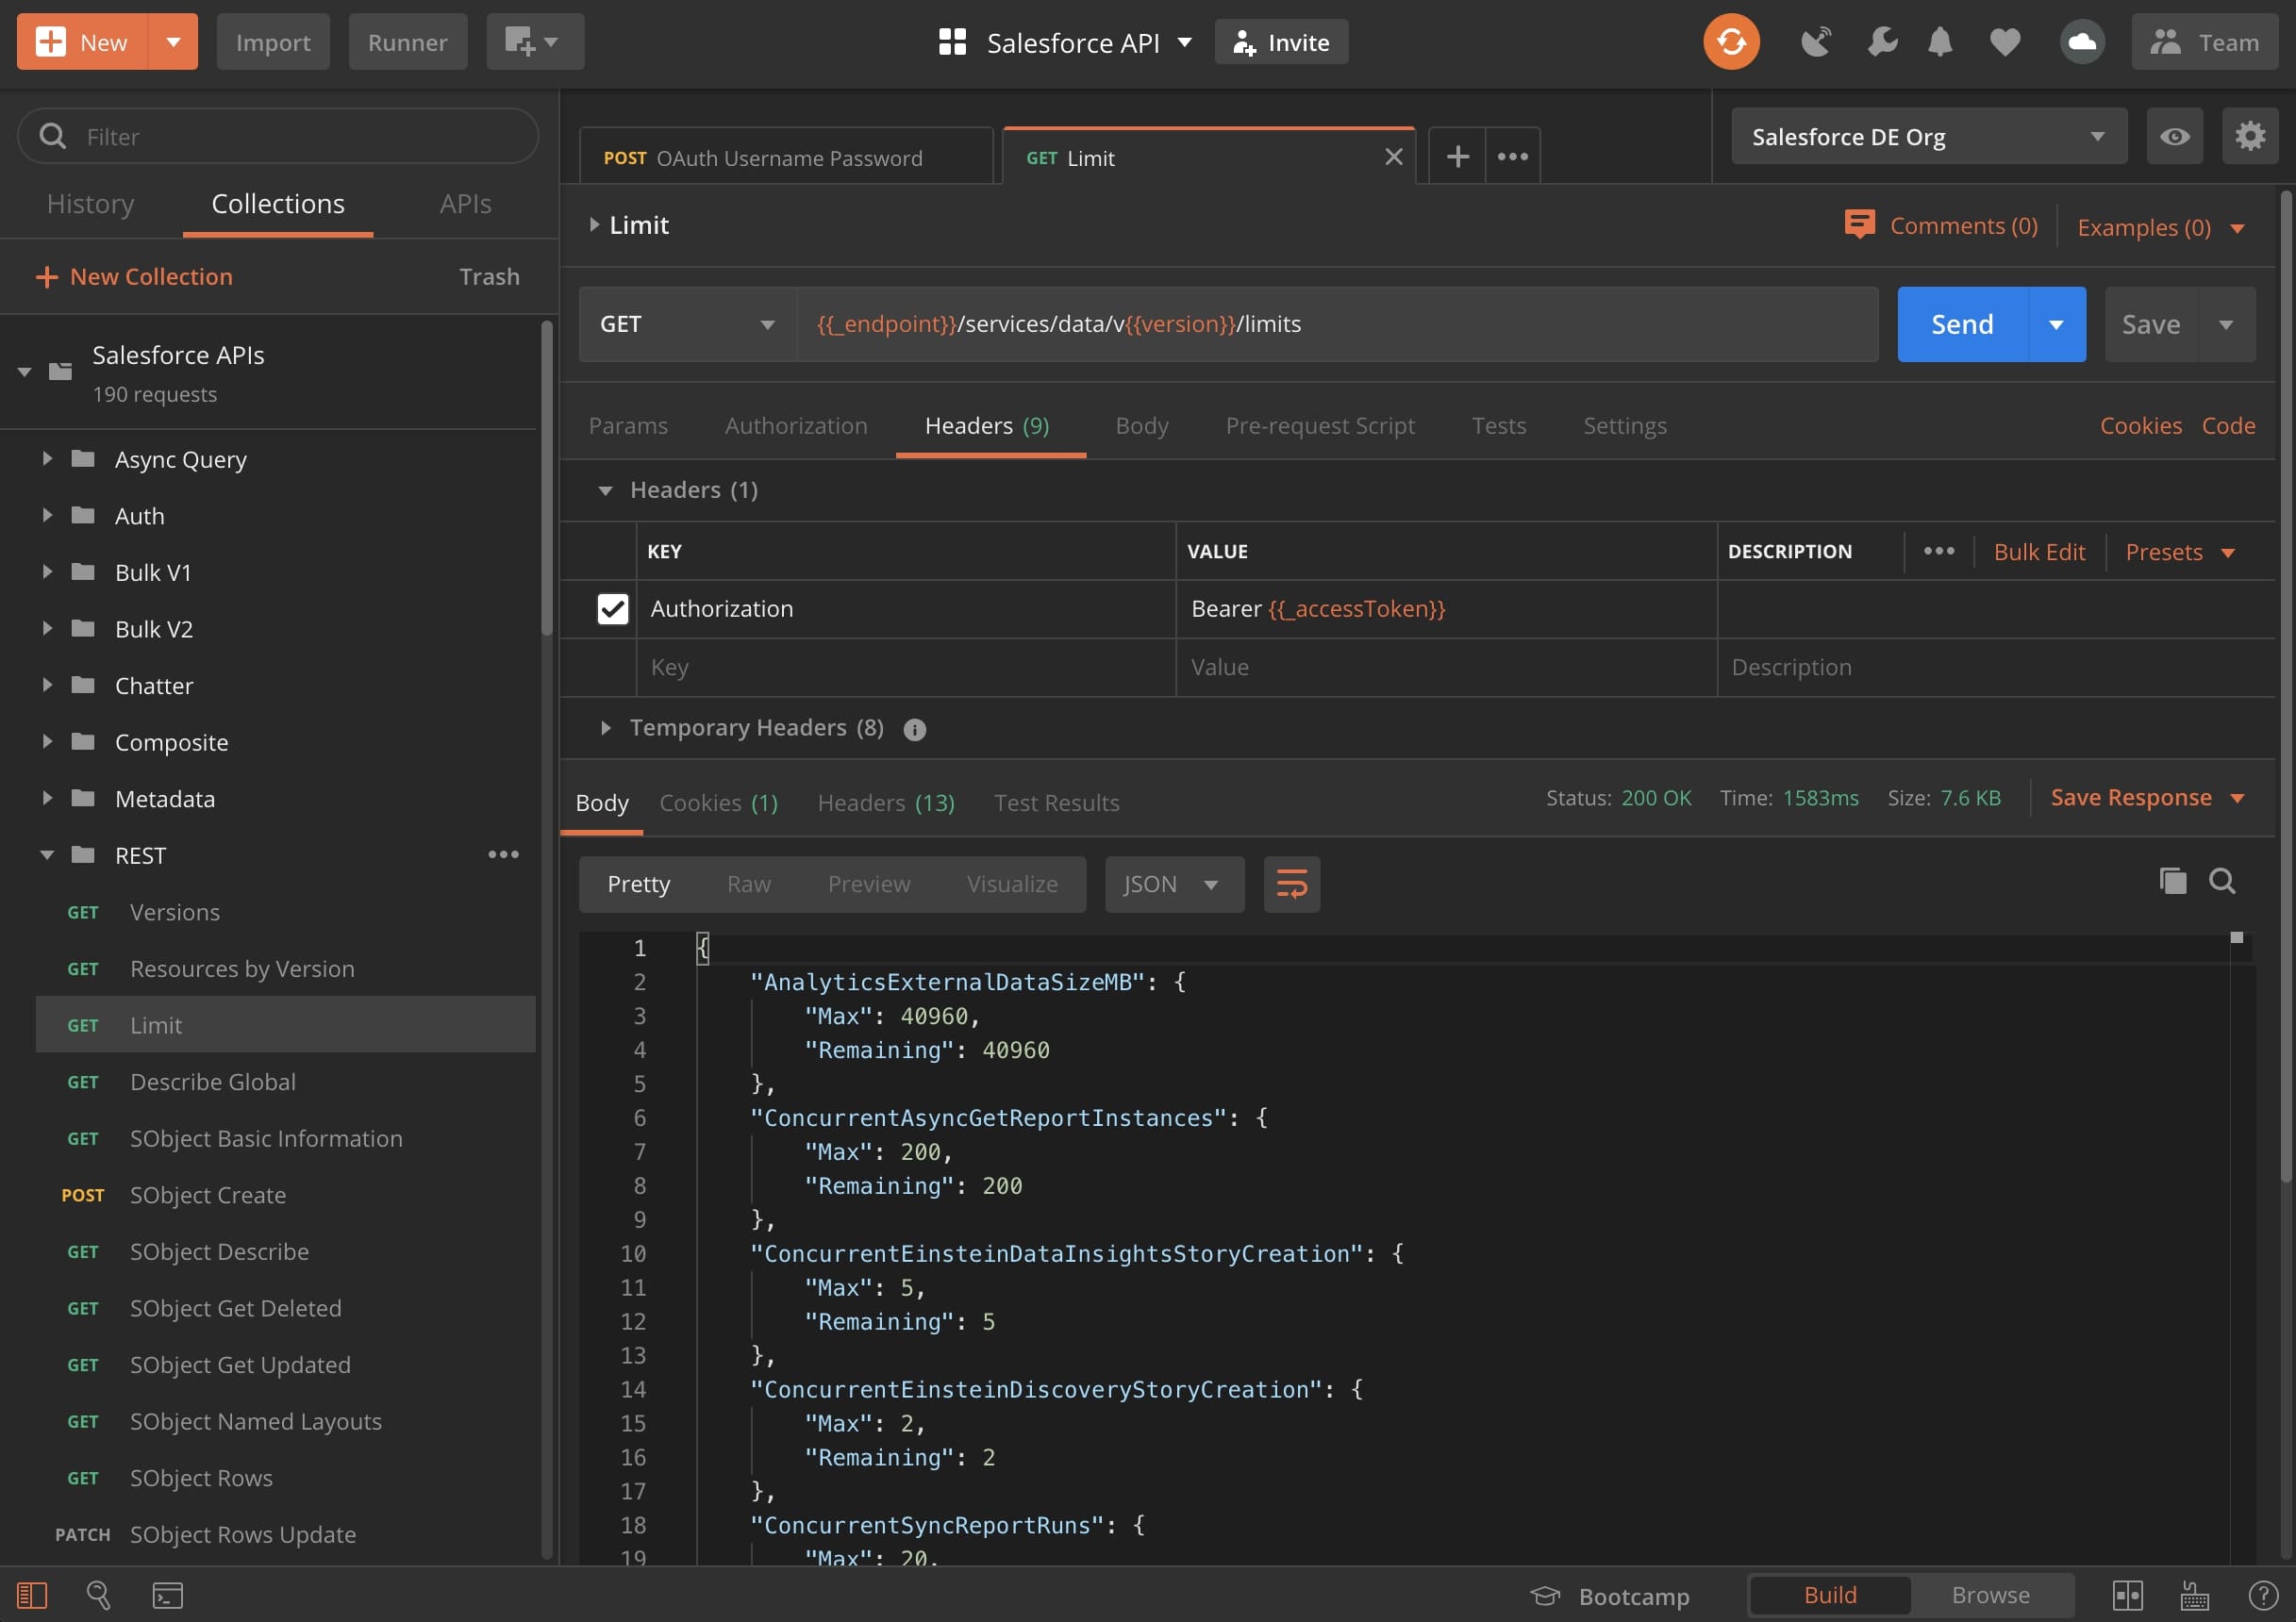 New
Import
Runner
Salesforce API
Invite
Team
Filter
History
Collections
APIs
New Collection
Trash
Salesforce APIs
190 requests
Async Query
Auth
Bulk V1
Bulk V2
Chatter
Composite
Metadata
REST
GET Versions
GET Resources by Version
GET Limit
GET Describe Global
GET SObject Basic Information
POST SObject Create
GET SObject Describe
GET SObject Get Deleted
GET SObject Get Updated
GET SObject Named Layouts
GET SObject Rows
PATCH SObject Rows Update
POST OAuth Username Password
GET Limit
Salesforce DE Org
Limit
Comments (0)
Examples (0)
GET
{{_endpoint}}/services/data/v{{version}}/limits
Send
Save
Params
Authorization
Headers (9)
Body
Pre-request Script
Tests
Settings
Cookies
Code
Headers (1)
KEY
VALUE
DESCRIPTION
Bulk Edit
Presets
Authorization
Bearer {{_accessToken}}
Key
Value
Description
Temporary Headers (8)
Body
Cookies (1)
Headers (13)
Test Results
Status: 200 OK
Time: 1583ms
Size: 7.6 KB
Save Response
Pretty
Raw
Preview
Visualize
JSON
1 {
2 "AnalyticsExternalDataSizeMB": {
3 "Max": 40960,
4 "Remaining": 40960
5 },
6 "ConcurrentAsyncGetReportInstances": {
7 "Max": 200,
8 "Remaining": 200
9 },
10 "ConcurrentEinsteinDataInsightsStoryCreation": {
11 "Max": 5,
12 "Remaining": 5
13 },
14 "ConcurrentEinsteinDiscoveryStoryCreation": {
15 "Max": 2,
16 "Remaining": 2
17 },
18 "ConcurrentSyncReportRuns": {
19 "Max": 20,
Bootcamp
Build
Browse